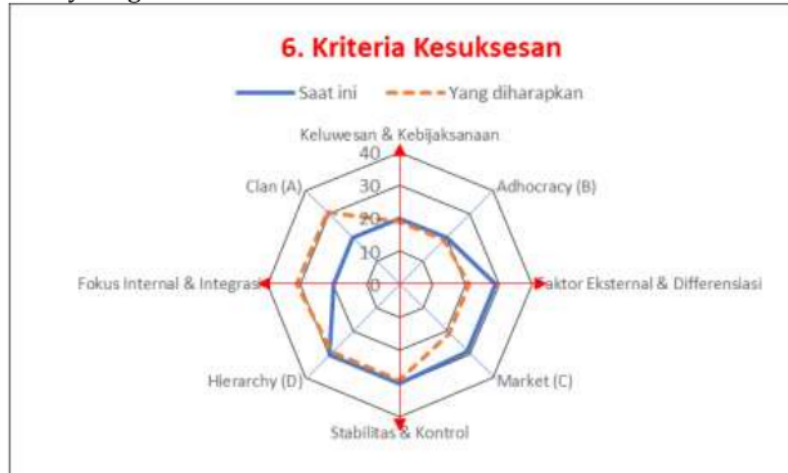 6. Kriteria Kesuksesan
Saat ini Yang diharapkan
Keluwesan & Kebijaksanaan
40
Clan (A)
30
Adhocracy (B)
20
10
Fokus Internal & Integrasi
0
Faktor Eksternal & Differensiasi
Hierarchy (D)
Market (C)
Stabilitas & Kontrol